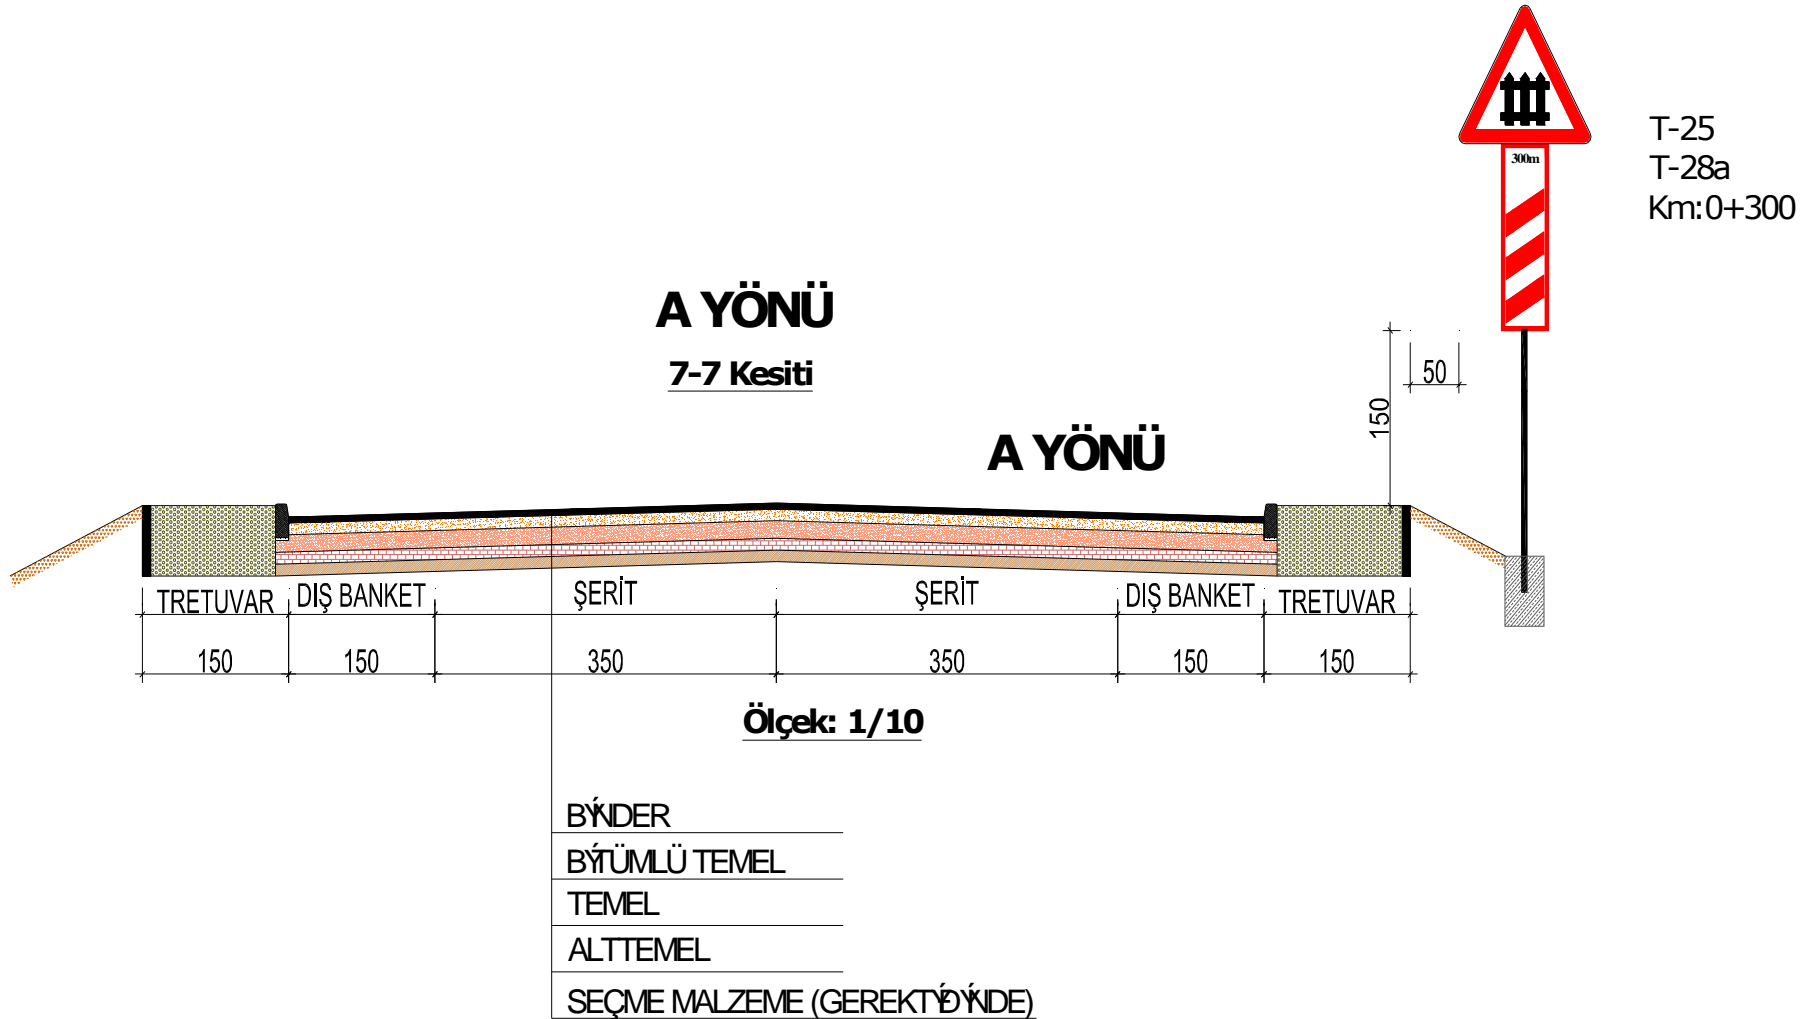 300m
T-25
T-28a
Km:0+300
A YÖNÜ
7-7 Kesiti
50
150
A YÖNÜ
TRETUVAR DIŞ BANKET ŞERİT ŞERİT DIŞ BANKET TRETUVAR
150 150 350 350 150 150
Ölçek: 1/10
BÝNDER
BÝTÜMLÜ TEMEL
TEMEL
ALTTEMEL
SEÇME MALZEME (GEREKTÝÐÝNDE)